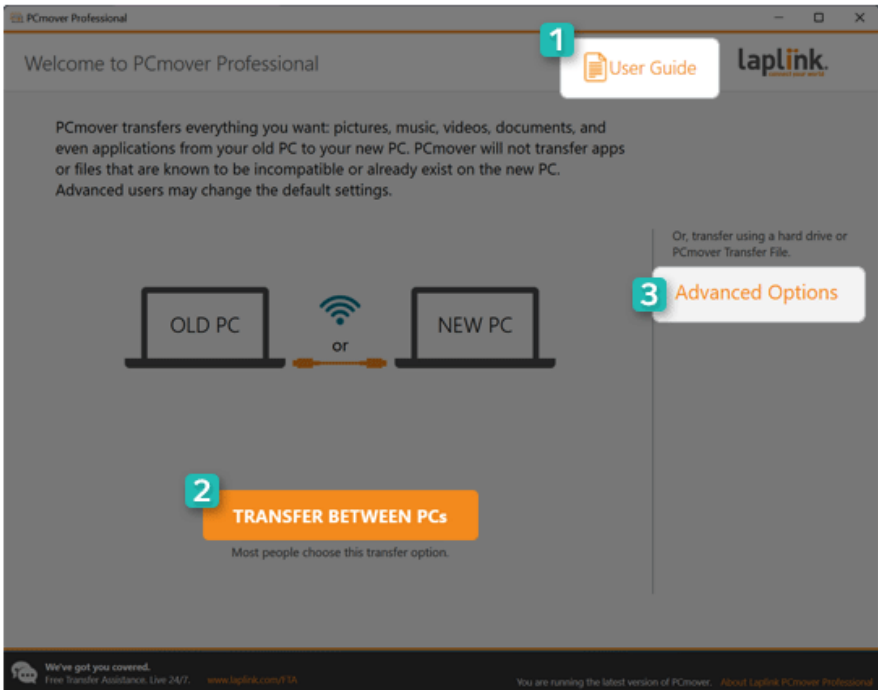 PCmover Professional
1
Welcome to PCmover Professional
User Guide
laplink.
connect your world
PCmover transfers everything you want: pictures, music, videos, documents, and
even applications from your old PC to your new PC. PCmover will not transfer apps
or files that are known to be incompatible or already exist on the new PC.
Advanced users may change the default settings.
Or, transfer using a hard drive or
PCmover Transfer File.
3
Advanced Options
OLD PC
or
NEW PC
2
TRANSFER BETWEEN PCs
Most people choose this transfer option.
We've got you covered.
Free Transfer Assistance. Live 24/7. www.laplink.com/FTA
You are running the latest version of PCmover. About Laplink PCmover Professional